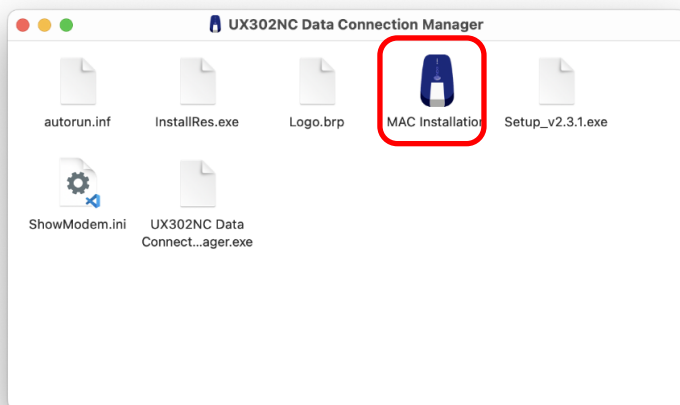 UX302NC Data Connection Manager
autorun.inf
InstallRes.exe
Logo.brp
MAC Installation
Setup_v2.3.1.exe
ShowModem.ini
UX302NC Data
Connect...ager.exe